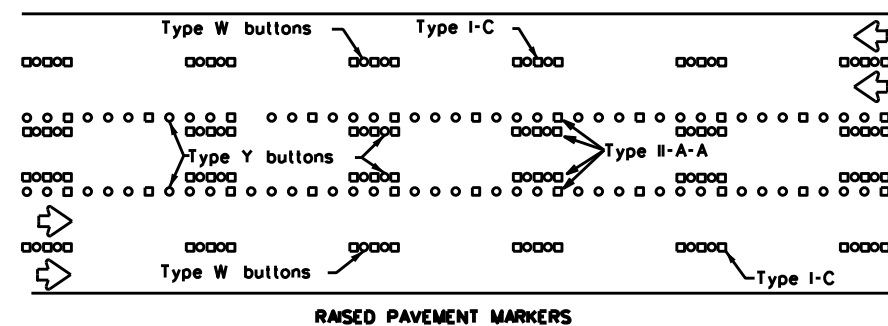 Type W buttons
Type I-C
Type Y buttons
Type II-A-A
Type W buttons
Type I-C
RAISED PAVEMENT MARKERS